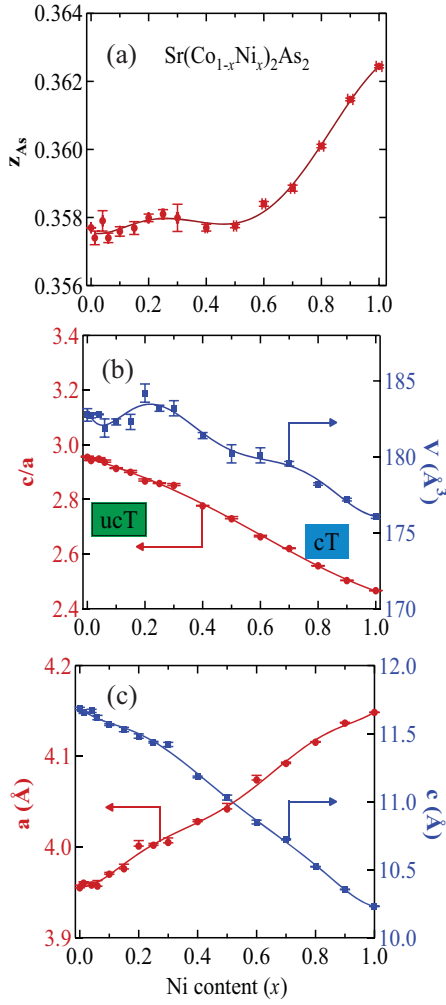 (a) Sr(Co1-xNix)2As2
zAs
0.364
0.362
0.360
0.358
0.356
0.0 0.2 0.4 0.6 0.8 1.0
(b)
c/a
3.4
3.2
3.0
2.8
2.6
2.4
ucT
cT
V (Å3)
185
180
175
170
0.0 0.2 0.4 0.6 0.8 1.0
(c)
a (Å)
4.2
4.1
4.0
3.9
c (Å)
12.0
11.5
11.0
10.5
10.0
0.0 0.2 0.4 0.6 0.8 1.0
Ni content (x)